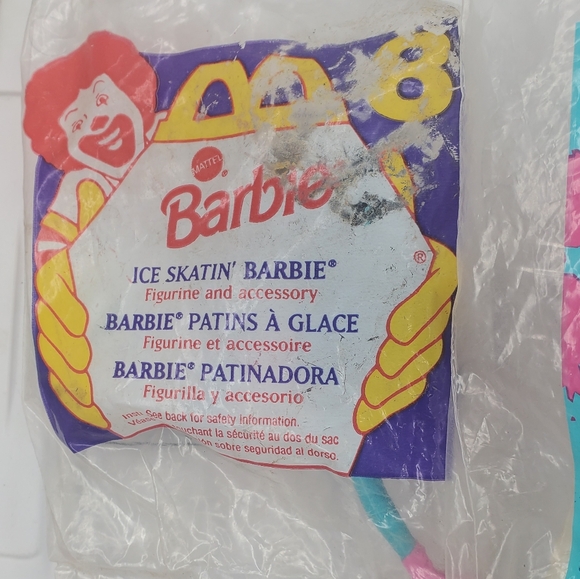 8
MATTEL
Barbie
ICE SKATIN' BARBIE®
Figurine and accessory
BARBIE® PATINS À GLACE
Figurine et accessoire
BARBIE® PATINADORA
Figurilla y accesorio
See back for safety information.
la sécurité au dos du sac
sobre seguridad al dorso.